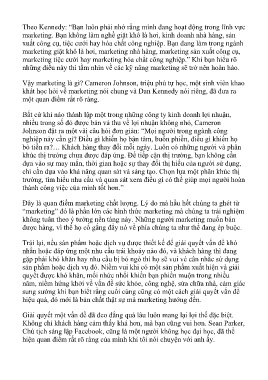 Theo Kennedy: "Bạn luôn phải nhớ rằng mình đang hoạt động trong lĩnh vực
marketing. Bạn không làm nghề giặt khô là hơi, kinh doanh nhà hàng, sản
xuất công cụ, tiệc cưới hay hóa chất công nghiệp. Bạn đang làm trong ngành
marketing giặt khô là hơi, marketing nhà hàng, marketing sản xuất công cụ,
marketing tiệc cưới hay marketing hóa chất công nghiệp." Khi bạn hiểu rõ
những điều này thì tầm nhìn về các kỹ năng marketing sẽ trở nên hoàn hảo.
Vậy marketing là gì? Cameron Johnson, triệu phú tự học, một sinh viên khao
khát học hỏi về marketing nói chung và Dan Kennedy nói riêng, đã đưa ra
một quan điểm rất rõ ràng.
Bất cứ khi nào thành lập một trong những công ty kinh doanh lợi nhuận,
nhiều trong số đó được bán và thu về lợi nhuận không nhỏ, Cameron
Johnson đặt ra một vài câu hỏi đơn giản: "Mọi người trong ngành công
nghiệp này cần gì? Điều gì khiến họ băn khoăn, buồn phiền, điều gì khiến họ
bỏ tiền ra?... Khách hàng thay đổi mỗi ngày. Luôn có những người và phân
khúc thị trường chưa được đáp ứng. Để tiếp cận thị trường, bạn không cần
dựa vào sự may mắn, thời gian hoặc sự thay đổi thị hiếu của người sử dụng,
chỉ cần dựa vào khả năng quan sát và sáng tạo. Chọn lựa một phân khúc thị
trường, tìm hiểu nhu cầu và quan sát xem điều gì có thể giúp mọi người hoàn
thành công việc của mình tốt hơn."
Đây là quan điểm marketing chất lượng. Lý do mà hầu hết chúng ta ghét từ
"marketing" đó là phần lớn các hình thức marketing mà chúng ta trải nghiệm
không tuân theo ý tưởng nền tảng này. Những người marketing muốn bán
được hàng, vì thế họ cố gắng đẩy nó về phía chúng ta như thể đang ép buộc.
Trái lại, nếu sản phẩm hoặc dịch vụ được thiết kế để giải quyết vấn đề khó
nhằn hoặc đáp ứng một nhu cầu trái khoáy nào đó, và khách hàng thì đang
gặp phải khó khăn hay nhu cầu bị bỏ ngỏ thì họ sẽ vui vẻ cân nhắc sử dụng
sản phẩm hoặc dịch vụ đó. Niềm vui khi có một sản phẩm xuất hiện và giải
quyết được khó khăn, mối nhức nhối khiến bạn phiền muộn trong nhiều
năm, niềm hứng khởi về vấn đề sức khỏe, công nghệ, sửa chữa nhà, cảm giác
sung sướng khi bạn biết rằng cuối cùng cũng có một cách giải quyết vấn đề
hiệu quả, đó mới là bản chất thật sự mà marketing hướng đến.
Giải quyết một vấn đề đã đeo đẳng quá lâu luôn mang lại lợi thế đặc biệt.
Không chỉ khách hàng cảm thấy khá hơn, mà bạn cũng vui hơn. Sean Parker,
Chủ tịch sáng lập Facebook, cũng là một người không học đại học, đã thể
hiện quan điểm rất rõ ràng của mình khi tôi nói chuyện với anh ấy.